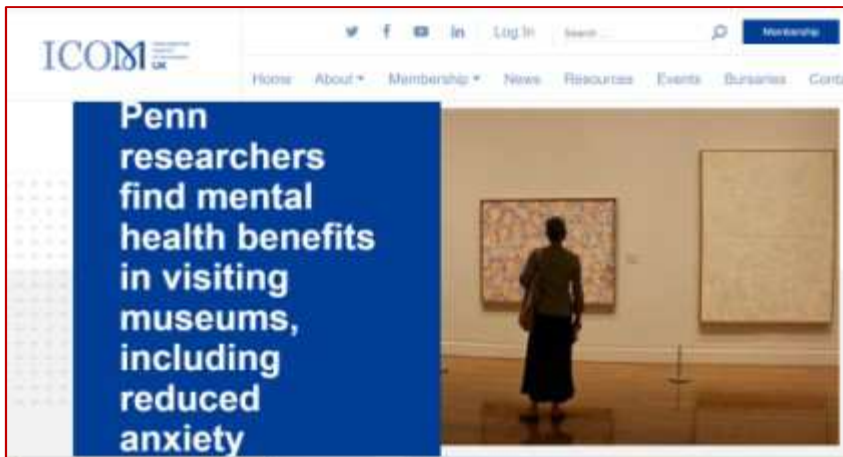 Log In
Search ...
Membership
ICOM
UK
Home About Membership News Resources Events Bursaries Conta
Penn
researchers
find mental
health benefits
in visiting
museums,
including
reduced
anxiety